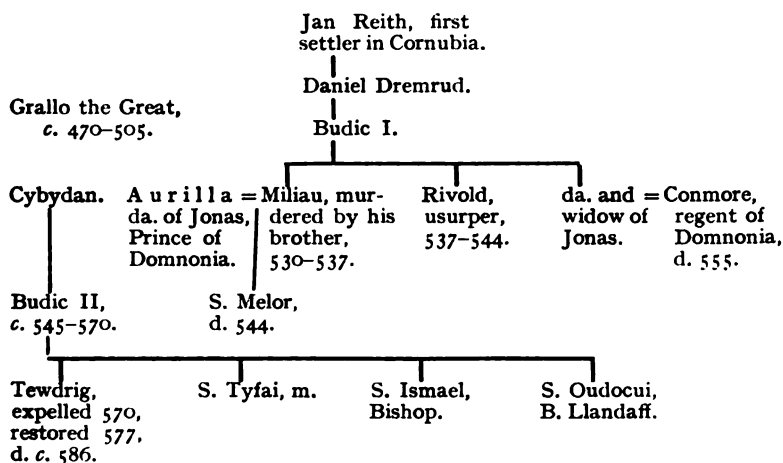 Jan Reith, first
settler in Cornubia.
Daniel Dremrud.
Grallo the Great,
c. 470–505.
Budic I.
Cybydan.
Aurilla = Miliau, mur-
da. of Jonas, dered by his
Prince of brother,
Domnonia. 530–537.
Rivold,
usurper,
537–544.
da. and = Conmore,
widow of regent of
Jonas. Domnonia,
d. 555.
Budic II,
c. 545–570.
S. Melor,
d. 544.
Tewdrig,
expelled 570,
restored 577,
d. c. 586.
S. Tyfai, m.
S. Ismael,
Bishop.
S. Oudocui,
B. Llandaff.